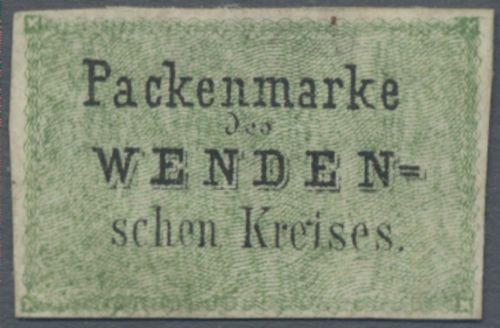 Packenmarke
des
WENDEN=
schen Kreises.